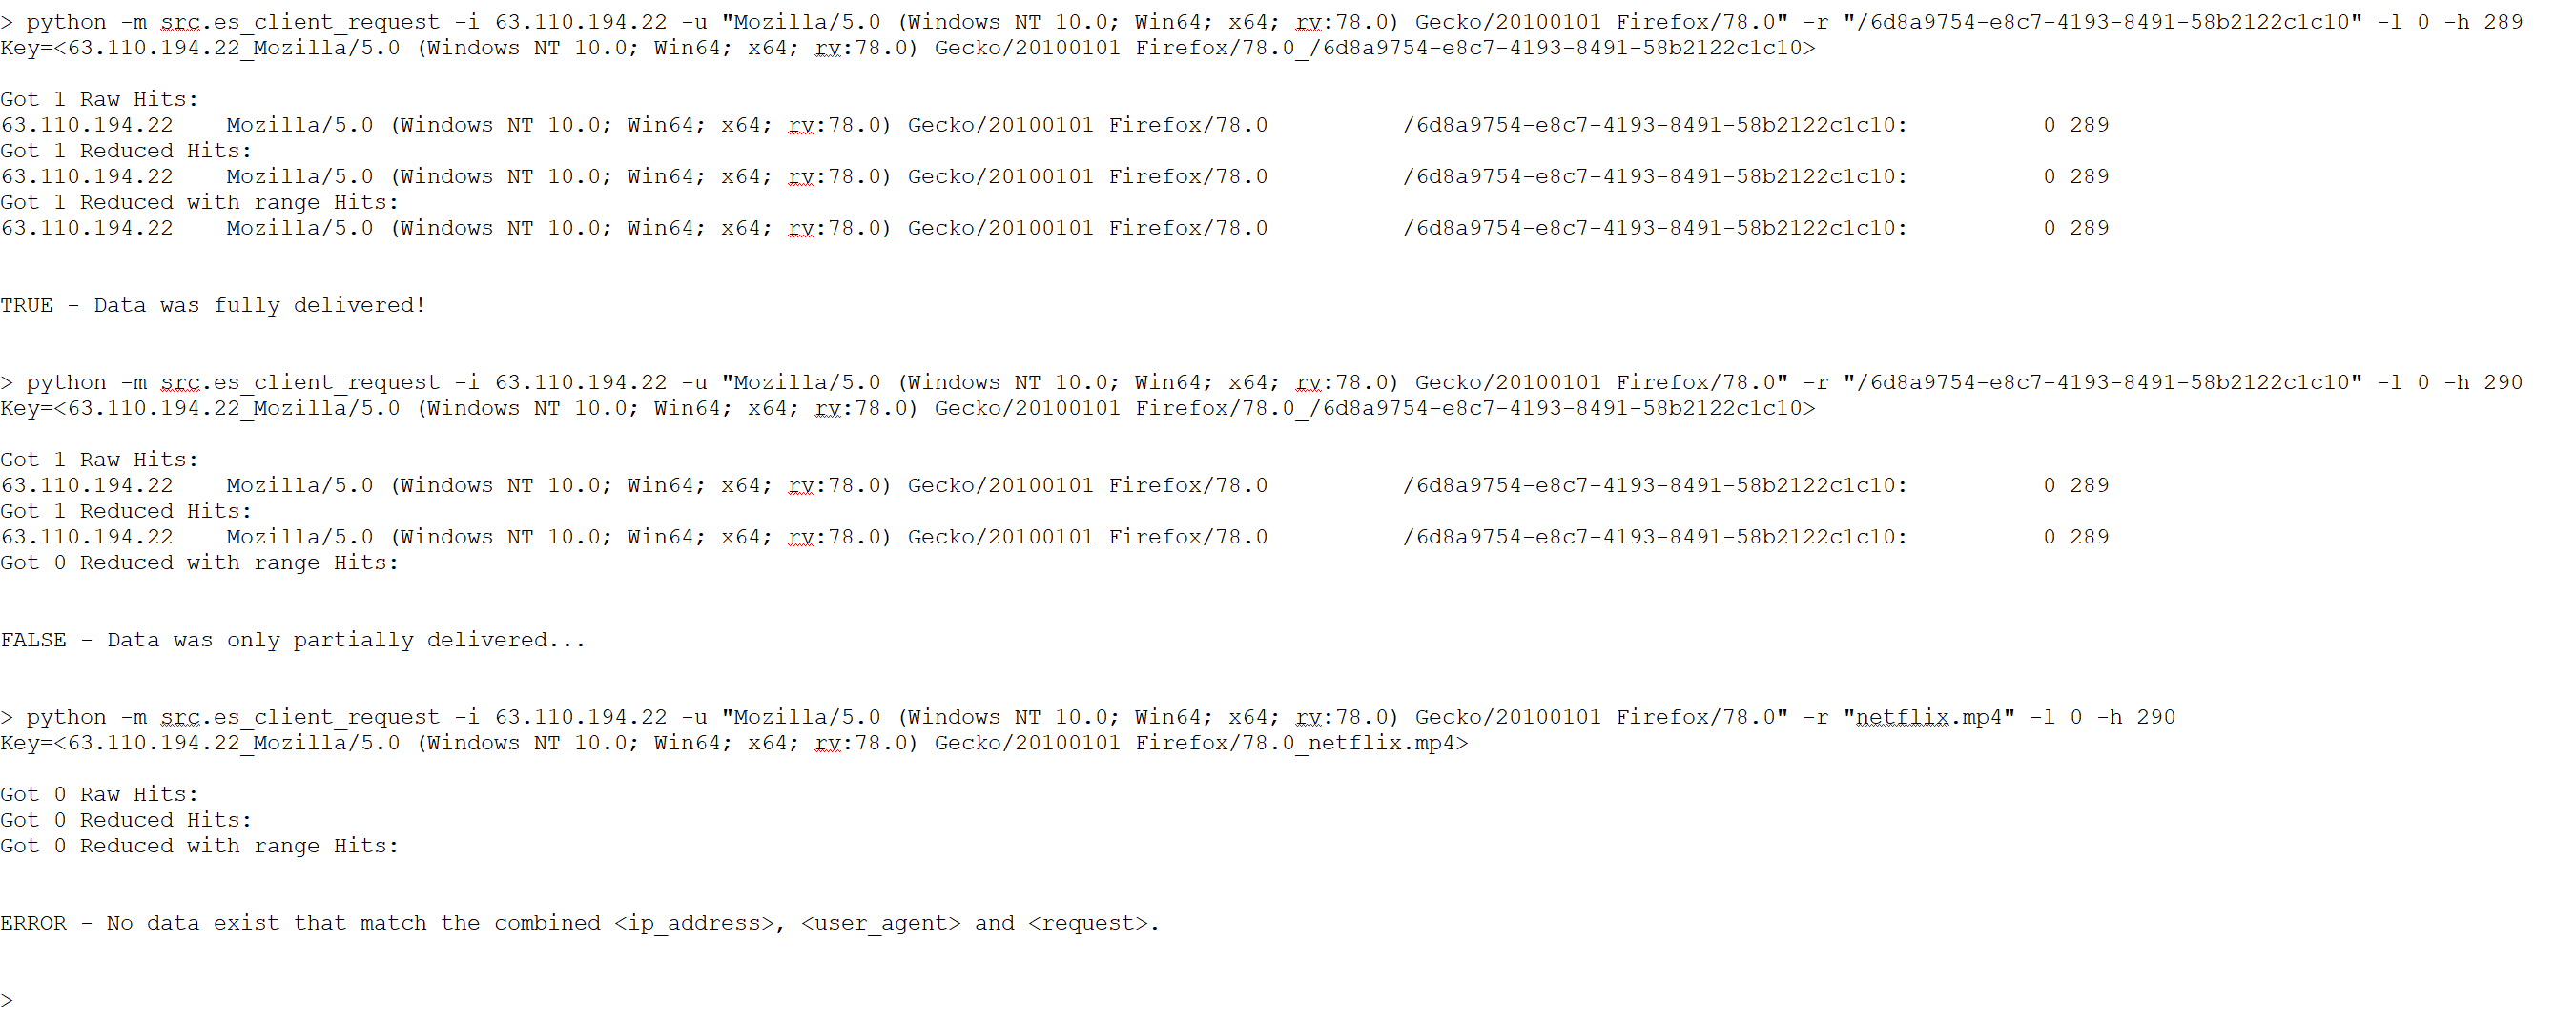 > python -m src.es_client_request -i 63.110.194.22 -u "Mozilla/5.0 (Windows NT 10.0; Win64; x64; rv:78.0) Gecko/20100101 Firefox/78.0" -r "/6d8a9754-e8c7-4193-8491-58b2122c1c10" -l 0 -h 289
Key=<63.110.194.22_Mozilla/5.0 (Windows NT 10.0; Win64; x64; rv:78.0) Gecko/20100101 Firefox/78.0_/6d8a9754-e8c7-4193-8491-58b2122c1c10>
Got 1 Raw Hits:
63.110.194.22    Mozilla/5.0 (Windows NT 10.0; Win64; x64; rv:78.0) Gecko/20100101 Firefox/78.0          /6d8a9754-e8c7-4193-8491-58b2122c1c10:          0 289
Got 1 Reduced Hits:
63.110.194.22    Mozilla/5.0 (Windows NT 10.0; Win64; x64; rv:78.0) Gecko/20100101 Firefox/78.0          /6d8a9754-e8c7-4193-8491-58b2122c1c10:          0 289
Got 1 Reduced with range Hits:
63.110.194.22    Mozilla/5.0 (Windows NT 10.0; Win64; x64; rv:78.0) Gecko/20100101 Firefox/78.0          /6d8a9754-e8c7-4193-8491-58b2122c1c10:          0 289
TRUE - Data was fully delivered!
> python -m src.es_client_request -i 63.110.194.22 -u "Mozilla/5.0 (Windows NT 10.0; Win64; x64; rv:78.0) Gecko/20100101 Firefox/78.0" -r "/6d8a9754-e8c7-4193-8491-58b2122c1c10" -l 0 -h 290
Key=<63.110.194.22_Mozilla/5.0 (Windows NT 10.0; Win64; x64; rv:78.0) Gecko/20100101 Firefox/78.0_/6d8a9754-e8c7-4193-8491-58b2122c1c10>
Got 1 Raw Hits:
63.110.194.22    Mozilla/5.0 (Windows NT 10.0; Win64; x64; rv:78.0) Gecko/20100101 Firefox/78.0          /6d8a9754-e8c7-4193-8491-58b2122c1c10:          0 289
Got 1 Reduced Hits:
63.110.194.22    Mozilla/5.0 (Windows NT 10.0; Win64; x64; rv:78.0) Gecko/20100101 Firefox/78.0          /6d8a9754-e8c7-4193-8491-58b2122c1c10:          0 289
Got 0 Reduced with range Hits:
FALSE - Data was only partially delivered...
> python -m src.es_client_request -i 63.110.194.22 -u "Mozilla/5.0 (Windows NT 10.0; Win64; x64; rv:78.0) Gecko/20100101 Firefox/78.0" -r "netflix.mp4" -l 0 -h 290
Key=<63.110.194.22_Mozilla/5.0 (Windows NT 10.0; Win64; x64; rv:78.0) Gecko/20100101 Firefox/78.0_netflix.mp4>
Got 0 Raw Hits:
Got 0 Reduced Hits:
Got 0 Reduced with range Hits:
ERROR - No data exist that match the combined <ip_address>, <user_agent> and <request>.
>